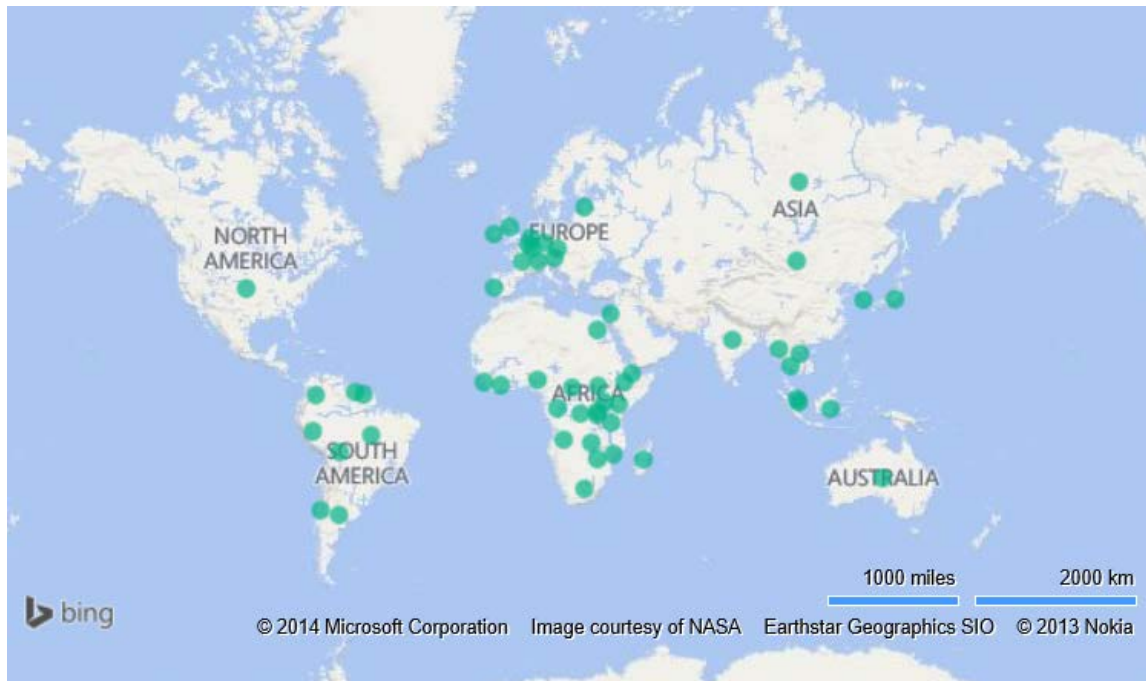 NORTH
AMERICA
EUROPE
ASIA
AFRICA
SOUTH
AMERICA
AUSTRALIA
1000 miles 2000 km
bing
© 2014 Microsoft Corporation Image courtesy of NASA Earthstar Geographics SIO © 2013 Nokia